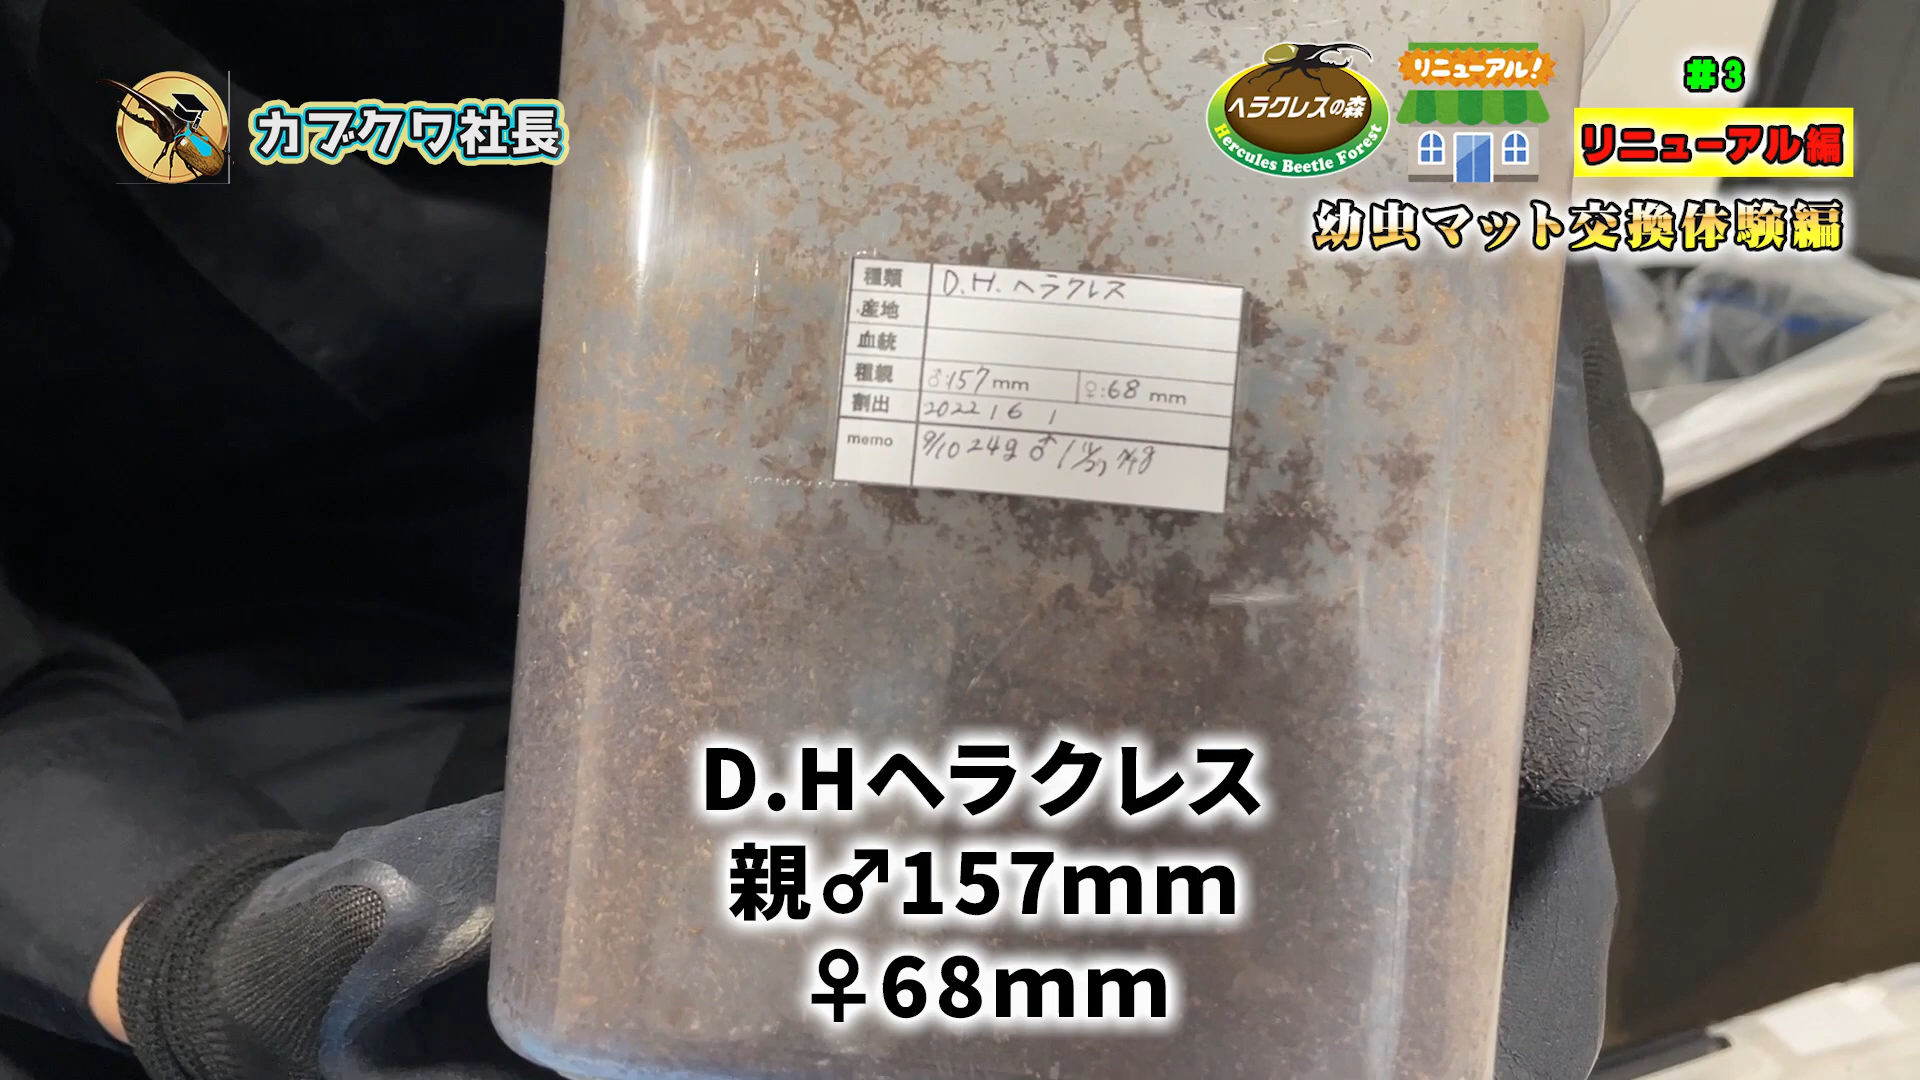 カブクワ社長
ヘラクレスの森
Hercules Beetle Forest
リニューアル!
#3
リニューアル編
幼虫マット交換体験編
種類 D.H. ヘラクレス
産地
血統
種親 ♂:157mm ♀:68mm
割出 2022 / 6 1
memo 9/10 24g ♂
D.Hヘラクレス
親♂157mm
♀68mm